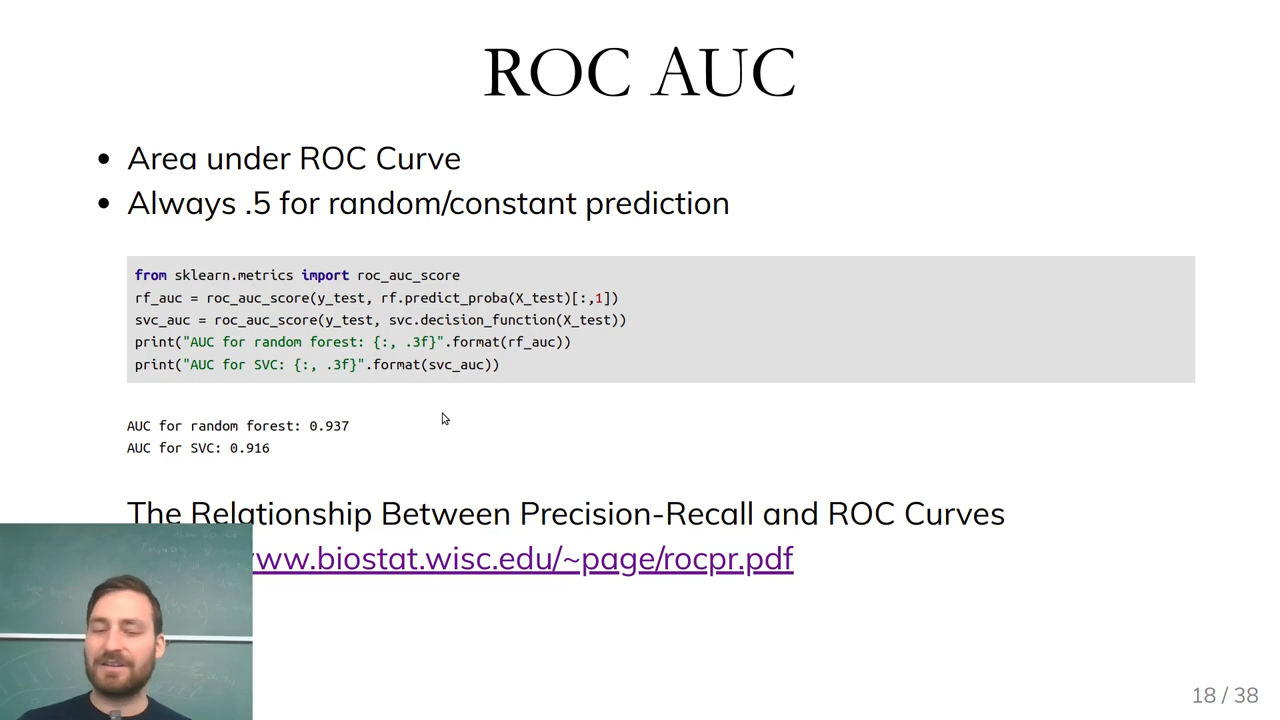 ROC AUC
• Area under ROC Curve
• Always .5 for random/constant prediction
from sklearn.metrics import roc_auc_score
rf_auc = roc_auc_score(y_test, rf.predict_proba(X_test)[:,1])
svc_auc = roc_auc_score(y_test, svc.decision_function(X_test))
print("AUC for random forest: {:, .3f}".format(rf_auc))
print("AUC for SVC: {:, .3f}".format(svc_auc))
AUC for random forest: 0.937
AUC for SVC: 0.916
The Relationship Between Precision-Recall and ROC Curves
www.biostat.wisc.edu/~page/rocpr.pdf
18 / 38